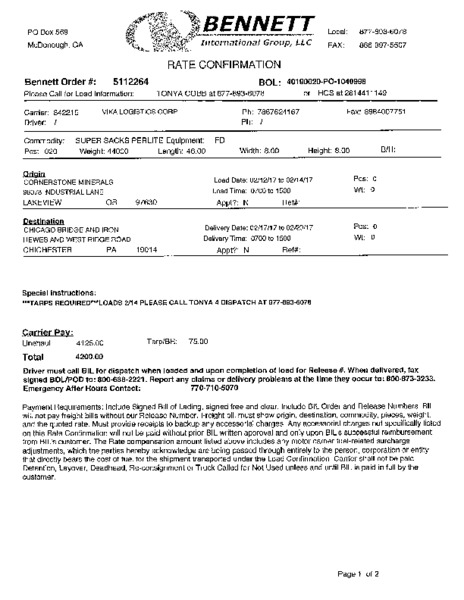 PO Box 569
McDonough, GA
BENNETT
International Group, LLC
Local: 877-903-6078
FAX: 866 997-5507
RATE CONFIRMATION
Bennett Order #: 5112264
BOL: 40190020-PO-1040998
Please Call for Load Information: TONYA COBB at 877-893-6078 or HCS at 2814411149
Carrier: 842215 VIKA LOGISTICS CORP Ph: 7867624167 Fax: 8984007751
Driver: / Ph: /
Commodity: SUPER SACKS PERLITE Equipment: FD
Pcs: 020 Weight: 44000 Length: 48.00 Width: 8.00 Height: 8.00 B/H:
Origin
CORNERSTONE MINERALS Load Date: 02/12/17 to 02/14/17 Pcs: 0
INDUSTRIAL LANE Load Time: 0700 to 1500 Wt: 0
LAKEVIEW OR 97630 Appt?: N Ref#:
Destination
CHICAGO BRIDGE AND IRON Delivery Date: 02/17/17 to 02/20/17 Pcs: 0
HEWES AND WEST RIDGE ROAD Delivery Time: 0700 to 1500 Wt: 0
CHICHESTER PA 19014 Appt?: N Ref#:
Special Instructions:
***TARPS REQUIRED***LOADS 2/14 PLEASE CALL TONYA 4 DISPATCH AT 877-893-6078
Carrier Pay:
Linehaul 4125.00 Tarp/BK: 75.00
Total 4200.00
Driver must call BIL for dispatch when loaded and upon completion of load for Release #. When delivered, fax
signed BOL/POD to: 800-688-2221. Report any claims or delivery problems at the time they occur to: 800-873-3233.
Emergency After Hours Contact: 770-710-5070
Payment Requirements: Include Signed Bill of Lading, signed free and clear. Include BIL Order and Release Numbers. BIL
will not pay freight bills without our Release Number. Freight bill must show origin, destination, commodity, pieces, weight,
and the quoted rate. Must provide receipts to backup any accessorial charges. Any accessorial charges not specifically listed
on this Rate Confirmation will not be paid without prior BIL written approval and only upon BIL's successful reimbursement
from BIL's customer. The Rate compensation amount listed above includes any motor carrier fuel-related surcharge
adjustments, which the parties hereby acknowledge are being passed through entirely to the person, corporation or entity
that directly bears the cost of fuel for the shipment transported under the Load Confirmation. Carrier shall not be paid
Detention, Layover, Deadhead, Re-consignment or Truck Called for Not Used unless and until BIL is paid in full by the
customer.
Page 1 of 2